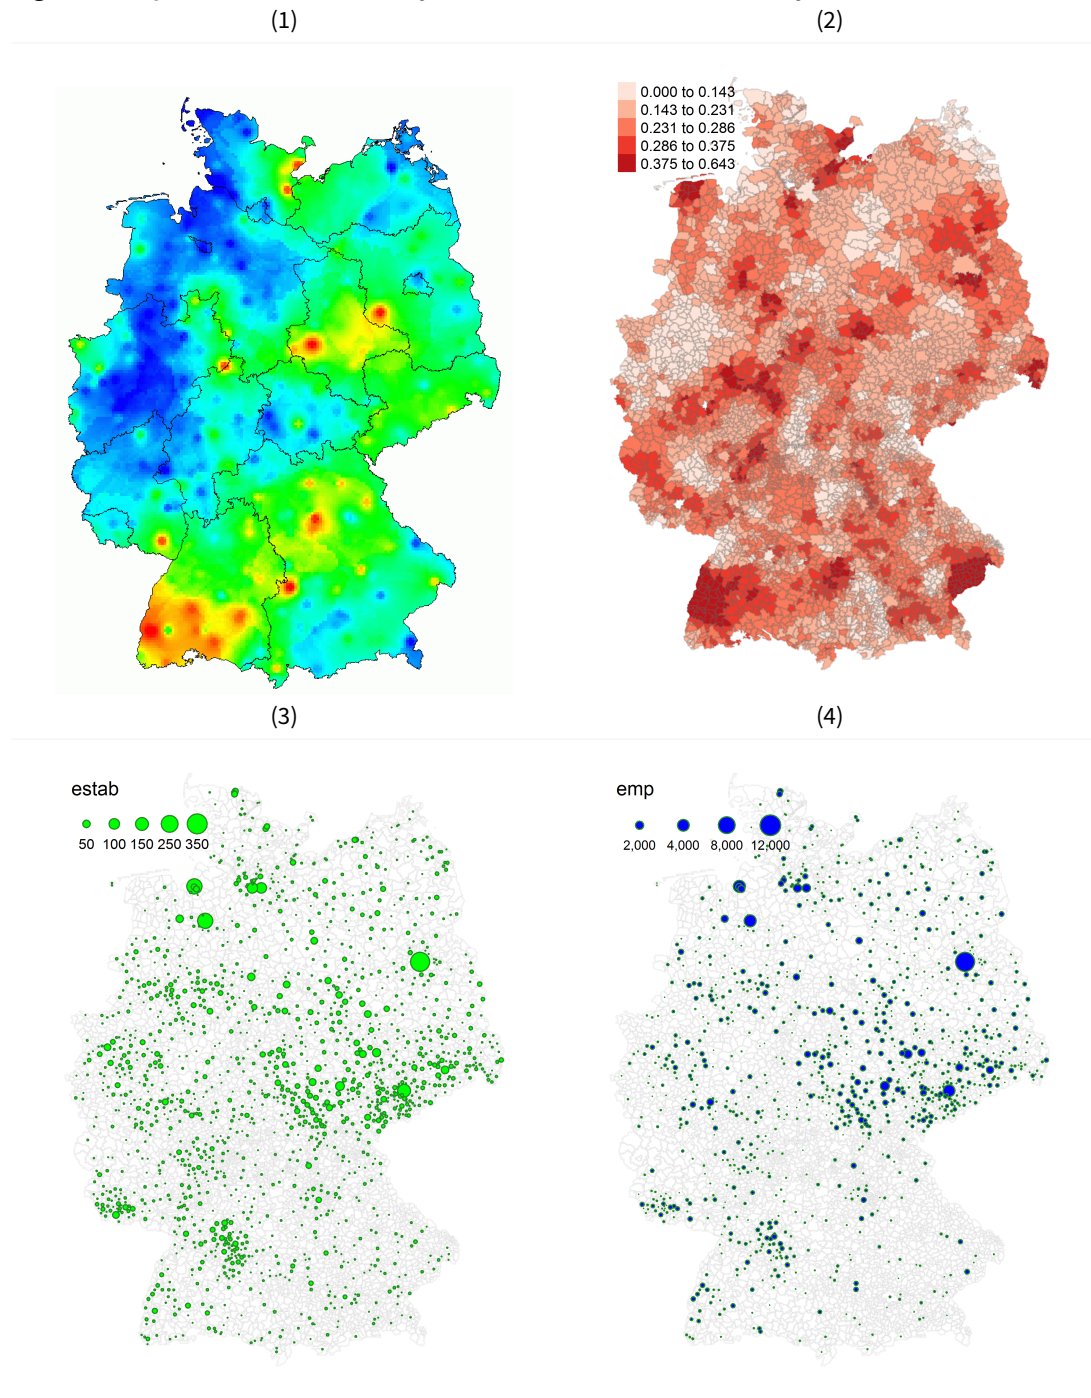 (1)
(2)
0.000 to 0.143
0.143 to 0.231
0.231 to 0.286
0.286 to 0.375
0.375 to 0.643
(3)
(4)
estab
50 100 150 250 350
emp
2,000 4,000 8,000 12,000